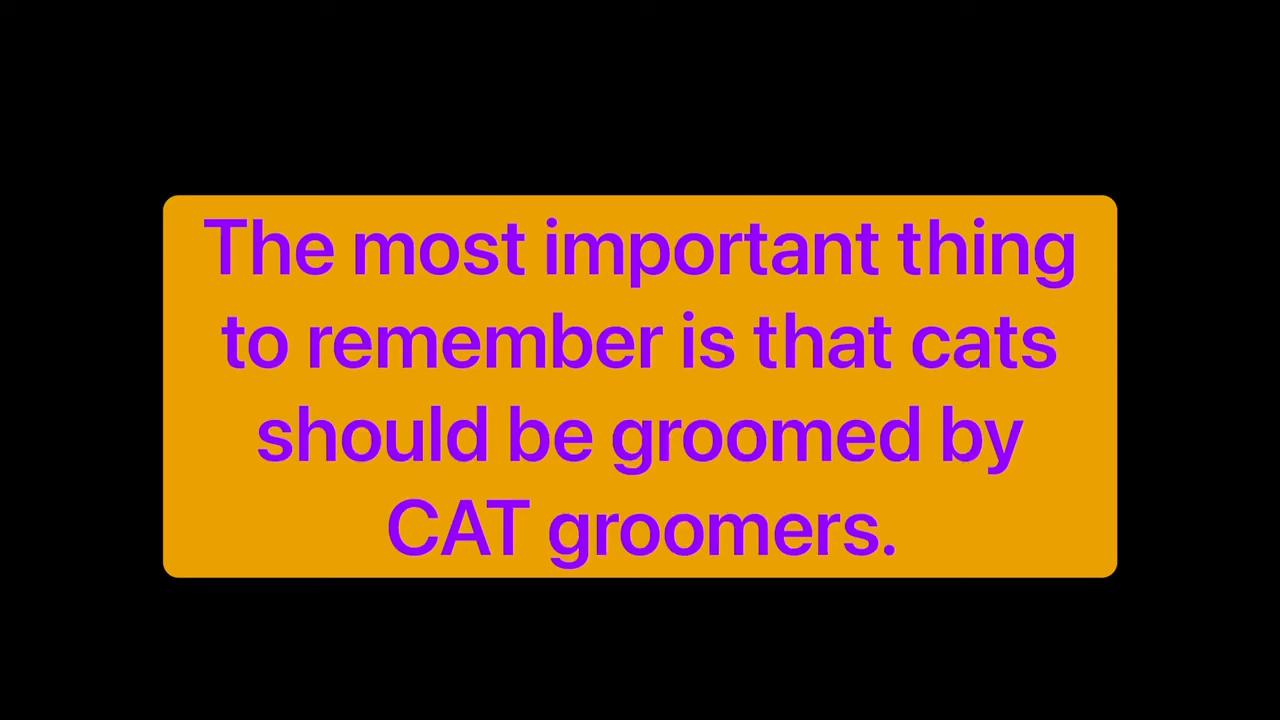 The most important thing
to remember is that cats
should be groomed by
CAT groomers.